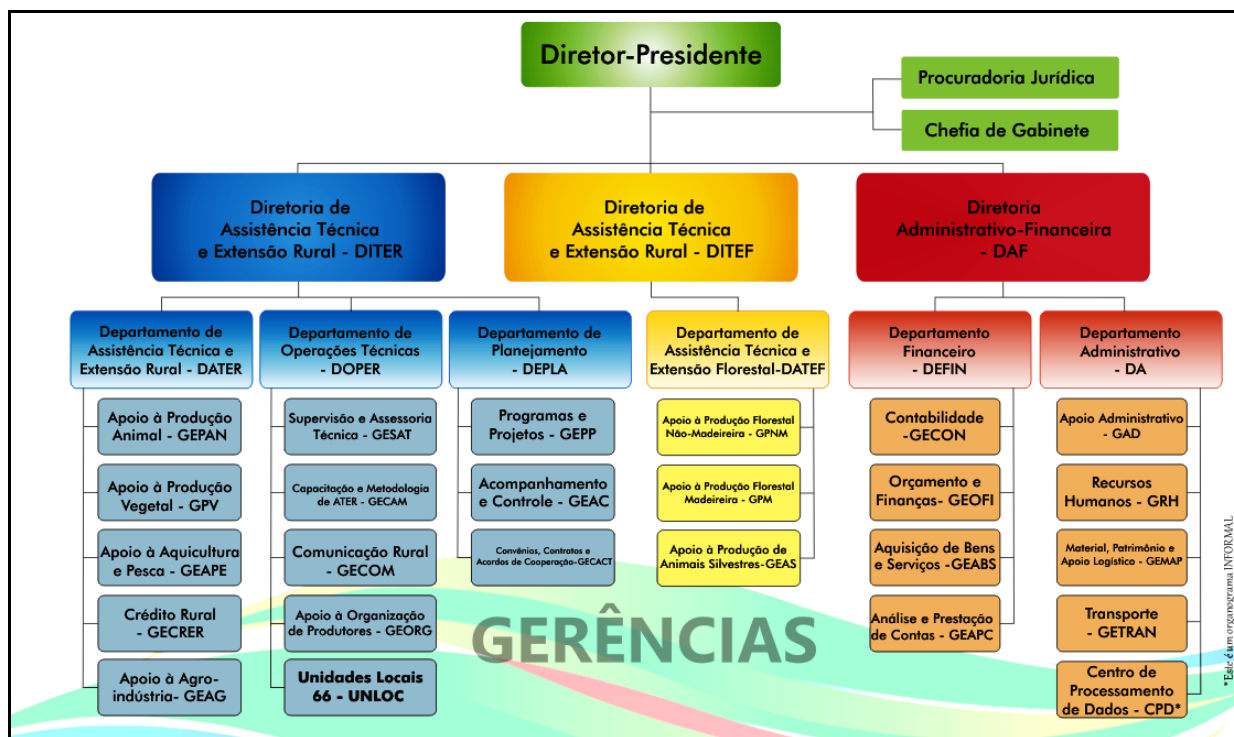 Diretor-Presidente
Procuradoria Jurídica
Chefia de Gabinete
Diretoria de
Assistência Técnica
e Extensão Rural - DITER
Diretoria de
Assistência Técnica
e Extensão Rural - DITEF
Diretoria
Administrativo-Financeira
- DAF
Departamento de
Assistência Técnica e
Extensão Rural - DATER
Departamento de
Operações Técnicas
- DOPER
Departamento de
Planejamento
- DEPLA
Departamento de
Assistência Técnica e
Extensão Florestal-DATEF
Departamento
Financeiro
- DEFIN
Departamento
Administrativo
- DA
Apoio à Produção
Animal - GEPAN
Apoio à Produção
Vegetal - GPV
Apoio à Aquicultura
e Pesca - GEAPE
Crédito Rural
- GECRER
Apoio à Agro-
indústria- GEAG
Supervisão e Assessoria
Técnica - GESAT
Capacitação e Metodologia
de ATER - GECAM
Comunicação Rural
- GECOM
Apoio à Organização
de Produtores - GEORG
Unidades Locais
66 - UNLOC
Programas e
Projetos - GEPP
Acompanhamento
e Controle - GEAC
Convênios, Contratos e
Acordos de Cooperação-GECACT
Apoio à Produção Florestal
Não-Madeireira - GPNM
Apoio à Produção Florestal
Madeireira - GPM
Apoio à Produção de
Animais Silvestres-GEAS
Contabilidade
-GECON
Orçamento e
Finanças- GEOFI
Aquisição de Bens
e Serviços - GEABS
Análise e Prestação
de Contas - GEAPC
Apoio Administrativo
- GAD
Recursos
Humanos - GRH
Material, Patrimônio e
Apoio Logístico - GEMAP
Transporte
- GETRAN
Centro de
Processamento
de Dados - CPD*
GERÊNCIAS
*Este é um organograma INFORMAL